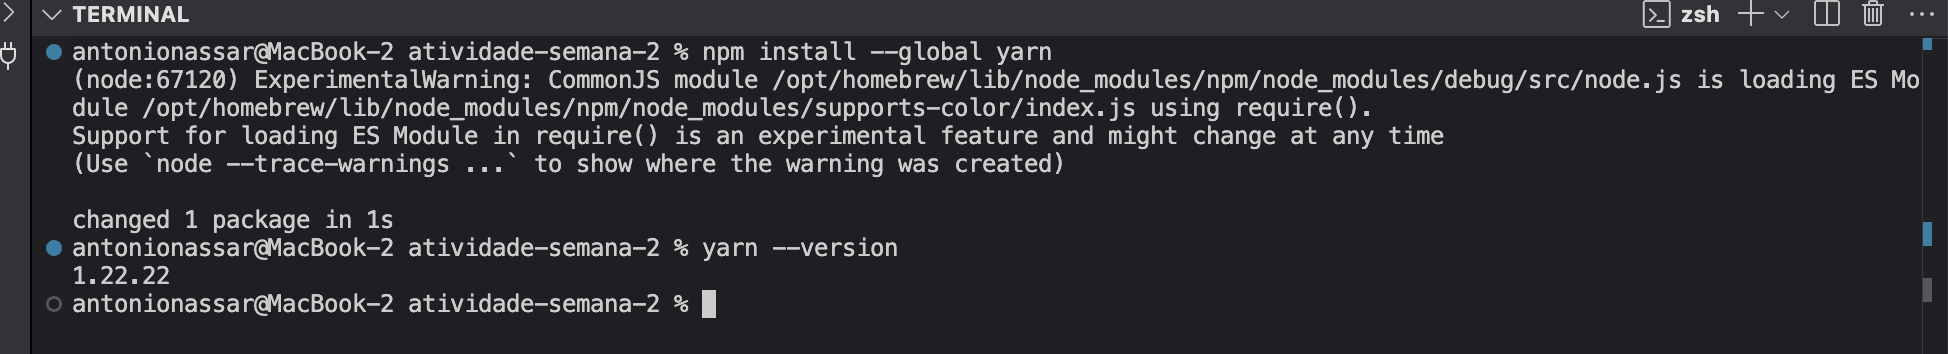 TERMINAL
zsh
antonionassar@MacBook-2 atividade-semana-2 % npm install --global yarn
(node:67120) ExperimentalWarning: CommonJS module /opt/homebrew/lib/node_modules/npm/node_modules/debug/src/node.js is loading ES Mo
dule /opt/homebrew/lib/node_modules/npm/node_modules/supports-color/index.js using require().
Support for loading ES Module in require() is an experimental feature and might change at any time
(Use `node --trace-warnings ...` to show where the warning was created)
changed 1 package in 1s
antonionassar@MacBook-2 atividade-semana-2 % yarn --version
1.22.22
antonionassar@MacBook-2 atividade-semana-2 %